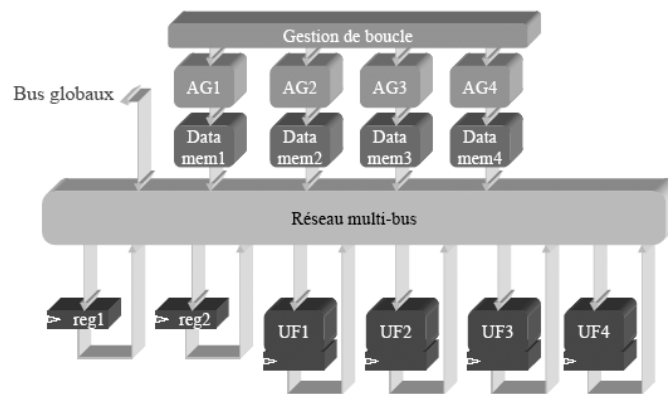 Gestion de boucle
AG1 AG2 AG3 AG4
Bus globaux
Data mem1
Data mem2
Data mem3
Data mem4
Réseau multi-bus
reg1 reg2
UF1 UF2 UF3 UF4